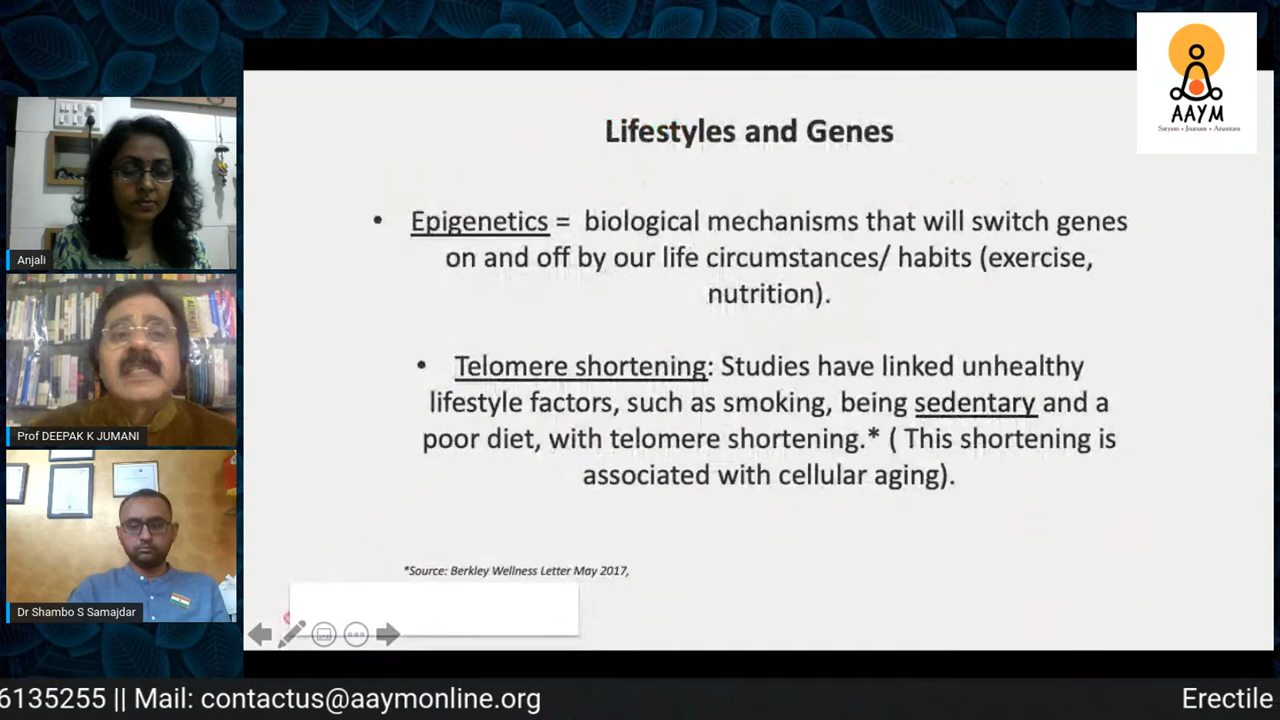 AAYM
Satyam • Jnanam • Anantam
Lifestyles and Genes
• Epigenetics = biological mechanisms that will switch genes
on and off by our life circumstances/ habits (exercise,
nutrition).
• Telomere shortening: Studies have linked unhealthy
lifestyle factors, such as smoking, being sedentary and a
poor diet, with telomere shortening.* ( This shortening is
associated with cellular aging).
*Source: Berkley Wellness Letter May 2017,
Anjali
Prof DEEPAK K JUMANI
Dr Shambo S Samajdar
6135255 || Mail: contactus@aaymonline.org
Erectile